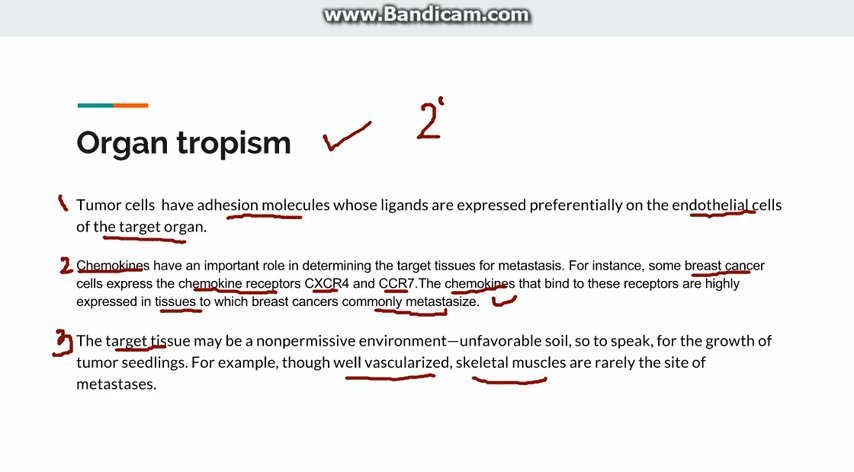 www.Bandicam.com
2°
Organ tropism
1 Tumor cells have adhesion molecules whose ligands are expressed preferentially on the endothelial cells
of the target organ.
2 Chemokines have an important role in determining the target tissues for metastasis. For instance, some breast cancer
cells express the chemokine receptors CXCR4 and CCR7.The chemokines that bind to these receptors are highly
expressed in tissues to which breast cancers commonly metastasize.
3 The target tissue may be a nonpermissive environment—unfavorable soil, so to speak, for the growth of
tumor seedlings. For example, though well vascularized, skeletal muscles are rarely the site of
metastases.